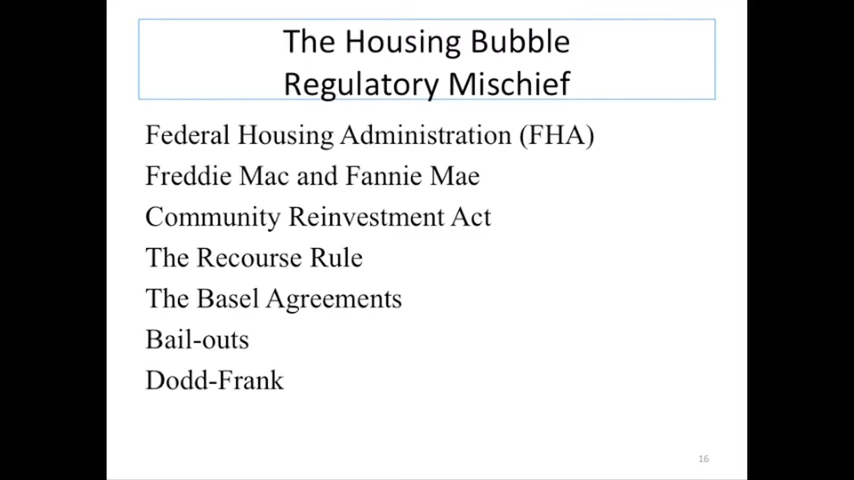 The Housing Bubble
Regulatory Mischief
Federal Housing Administration (FHA)
Freddie Mac and Fannie Mae
Community Reinvestment Act
The Recourse Rule
The Basel Agreements
Bail-outs
Dodd-Frank
16